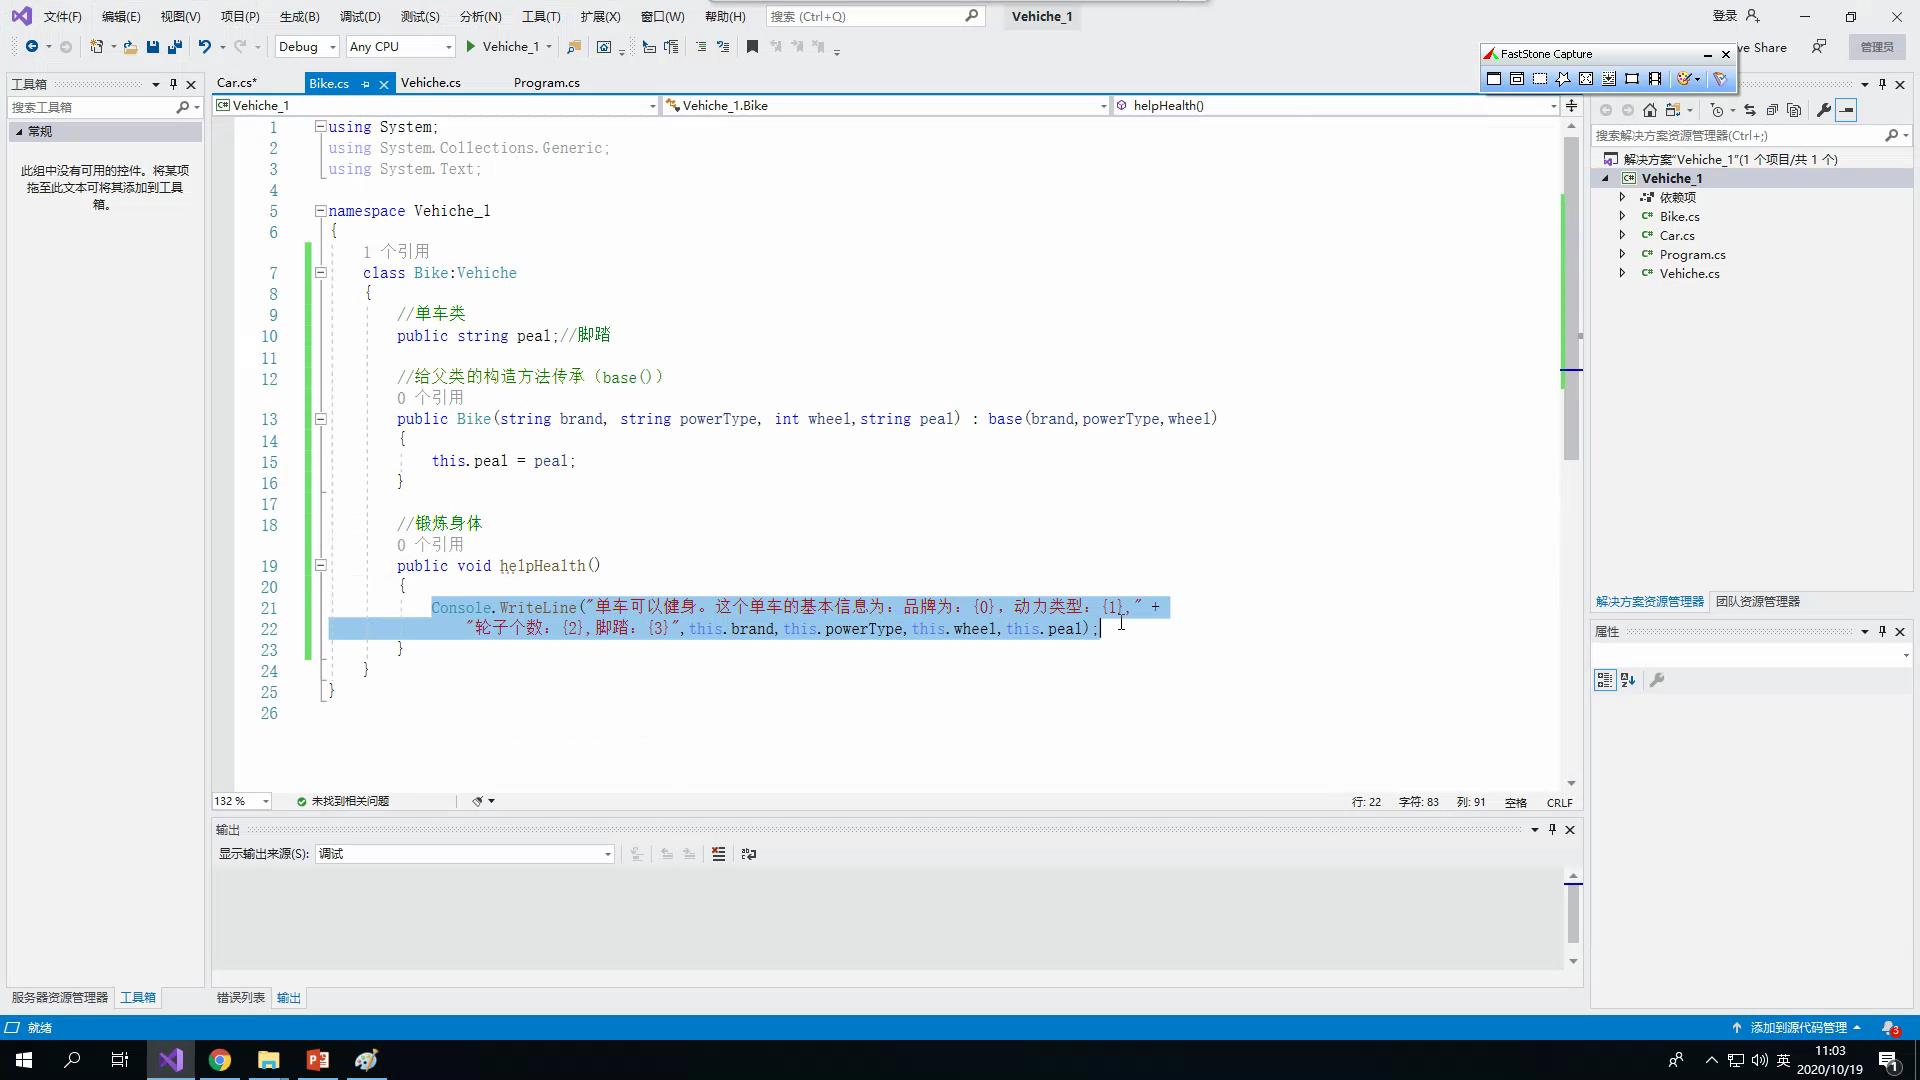 文件(F) 编辑(E) 视图(V) 项目(P) 生成(B) 调试(D) 测试(S) 分析(N) 工具(T) 扩展(X) 窗口(W) 帮助(H) 搜索 (Ctrl+Q) Vehiche_1 登录
Debug Any CPU Vehiche_1 ve Share 管理员
FastStone Capture
工具箱
搜索工具箱
常规
此组中没有可用的控件。将某项
拖至此文本可将其添加到工具
箱。
Car.cs* Bike.cs Vehiche.cs Program.cs
Vehiche_1 Vehiche_1.Bike helpHealth()
1 using System;
2 using System.Collections.Generic;
3 using System.Text;
4
5 namespace Vehiche_1
6 {
1 个引用
7 class Bike:Vehiche
8 {
9 //单车类
10 public string peal;//脚踏
11
12 //给父类的构造方法传承（base()）
0 个引用
13 public Bike(string brand, string powerType, int wheel,string peal) : base(brand,powerType,wheel)
14 {
15 this.peal = peal;
16 }
17
18 //锻炼身体
0 个引用
19 public void helpHealth()
20 {
21 Console.WriteLine("单车可以健身。这个单车的基本信息为：品牌为：{0}，动力类型：{1}," +
22 "轮子个数：{2},脚踏：{3}",this.brand,this.powerType,this.wheel,this.peal);
23 }
24 }
25 }
26
132 % 未找到相关问题 行: 22 字符: 83 列: 91 空格 CRLF
输出
显示输出来源(S): 调试
服务器资源管理器 工具箱 错误列表 输出
搜索解决方案资源管理器(Ctrl+;)
解决方案"Vehiche_1"(1 个项目/共 1 个)
Vehiche_1
依赖项
C# Bike.cs
C# Car.cs
C# Program.cs
C# Vehiche.cs
解决方案资源管理器 团队资源管理器
属性
就绪 添加到源代码管理 3
英 11:03
2020/10/19 1